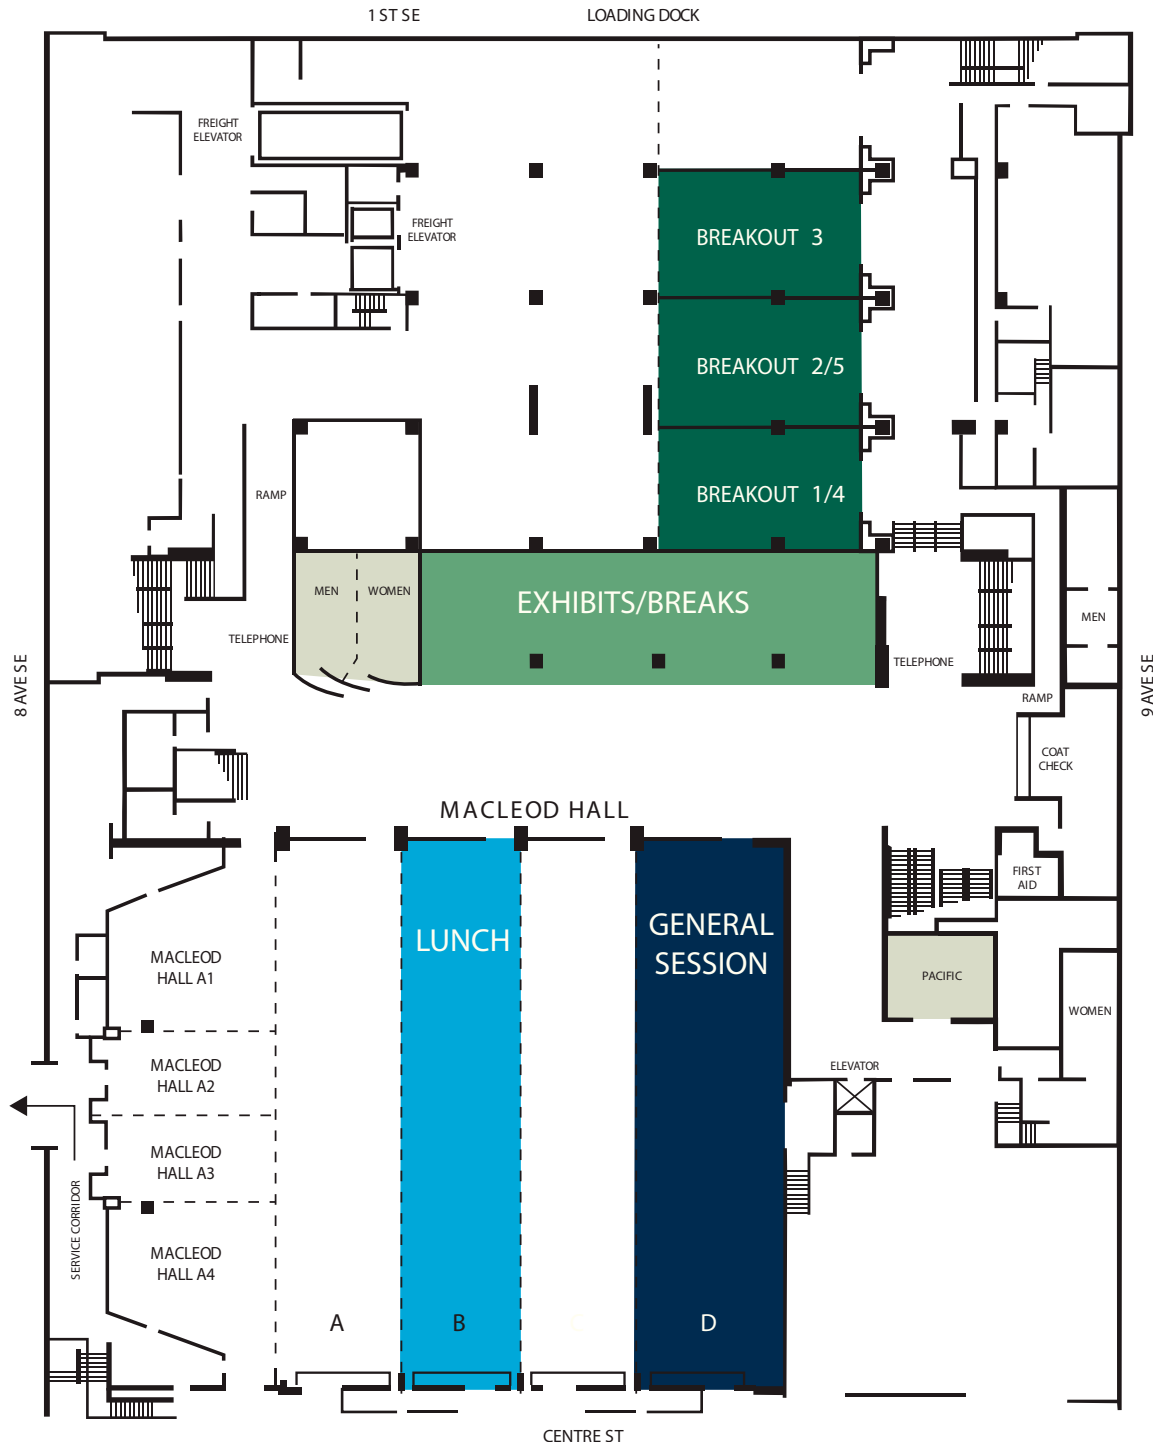 1 ST SE
LOADING DOCK
FREIGHT
ELEVATOR
FREIGHT
ELEVATOR
BREAKOUT 3
BREAKOUT 2/5
BREAKOUT 1/4
RAMP
MEN
WOMEN
EXHIBITS/BREAKS
MEN
TELEPHONE
TELEPHONE
8 AVE SE
9 AVE SE
RAMP
COAT
CHECK
MACLEOD HALL
FIRST
AID
LUNCH
GENERAL
SESSION
MACLEOD
HALL A1
PACIFIC
WOMEN
MACLEOD
HALL A2
ELEVATOR
MACLEOD
HALL A3
SERVICE CORRIDOR
MACLEOD
HALL A4
A
B
C
D
CENTRE ST